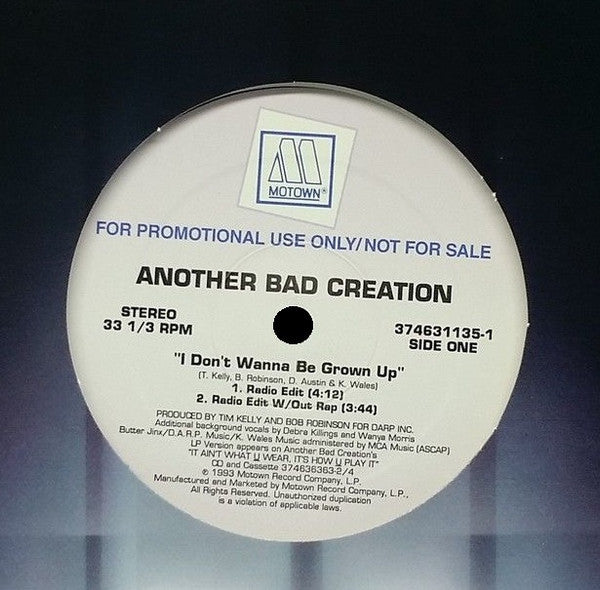 MOTOWN®
FOR PROMOTIONAL USE ONLY/NOT FOR SALE
ANOTHER BAD CREATION
STEREO
33 1/3 RPM
374631135-1
SIDE ONE
"I Don't Wanna Be Grown Up"
(T. Kelly, B. Robinson, D. Austin & K. Wales)
1. Radio Edit (4:12)
2. Radio Edit W/Out Rap (3:44)
PRODUCED BY TIM KELLY AND BOB ROBINSON FOR DARP INC.
Additional background vocals by Debra Killings and Wanya Morris
Butter Jinx/D.A.R.P. Music/K. Wales Music administered by MCA Music (ASCAP)
LP Version appears on Another Bad Creation's
"IT AIN'T WHAT U WEAR, IT'S HOW U PLAY IT"
CD and Cassette 374636363-2/4
℗ 1993 Motown Record Company, L.P.
Manufactured and Marketed by Motown Record Company, L.P.,
All Rights Reserved. Unauthorized duplication
is a violation of applicable laws.